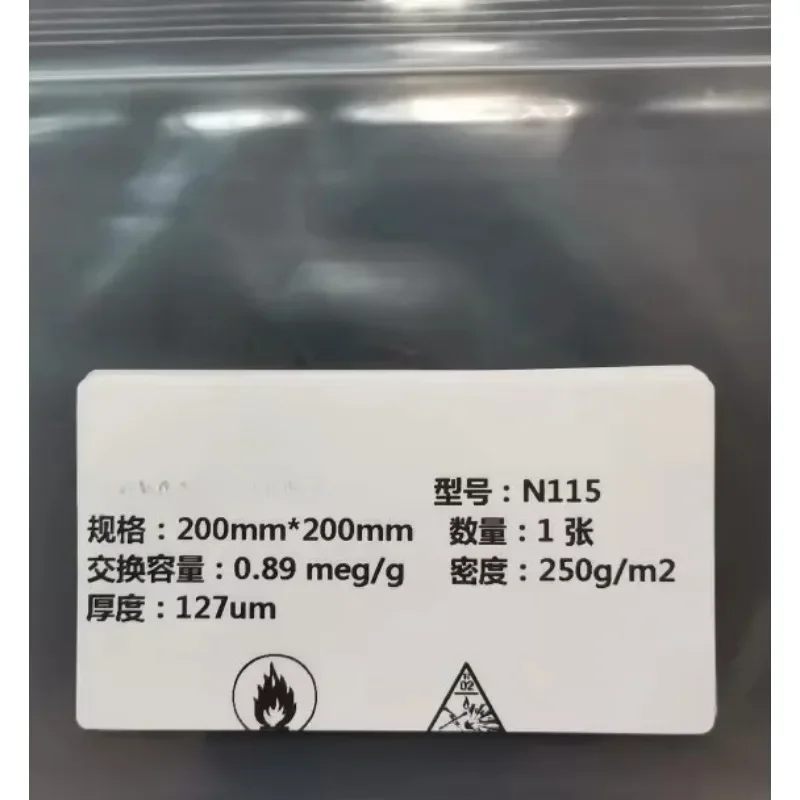 型号：N115
规格：200mm*200mm 数量：1 张
交换容量：0.89 meg/g 密度：250g/m2
厚度：127um
02